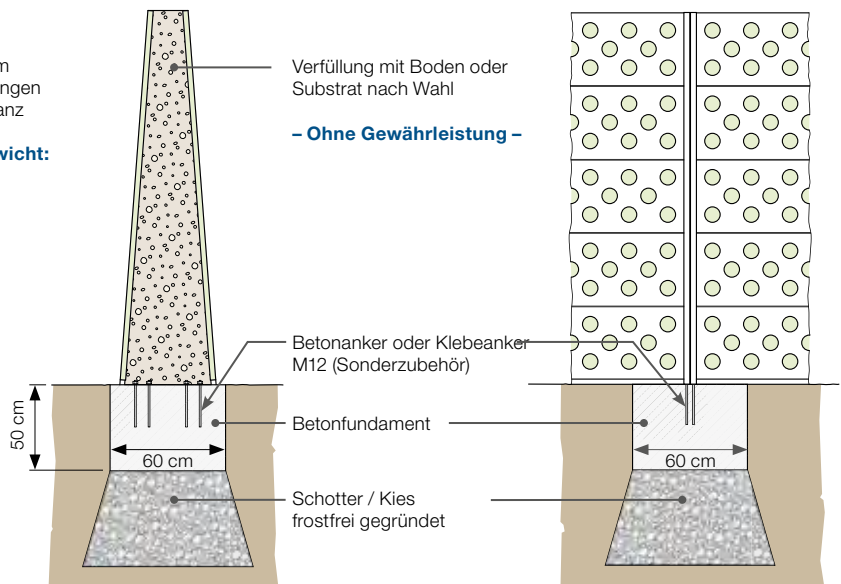 m
ngen
anz
wicht:
Verfüllung mit Boden oder
Substrat nach Wahl
– Ohne Gewährleistung –
Betonanker oder Klebeanker
M12 (Sonderzubehör)
50 cm
Betonfundament
60 cm
60 cm
Schotter / Kies
frostfrei gegründet